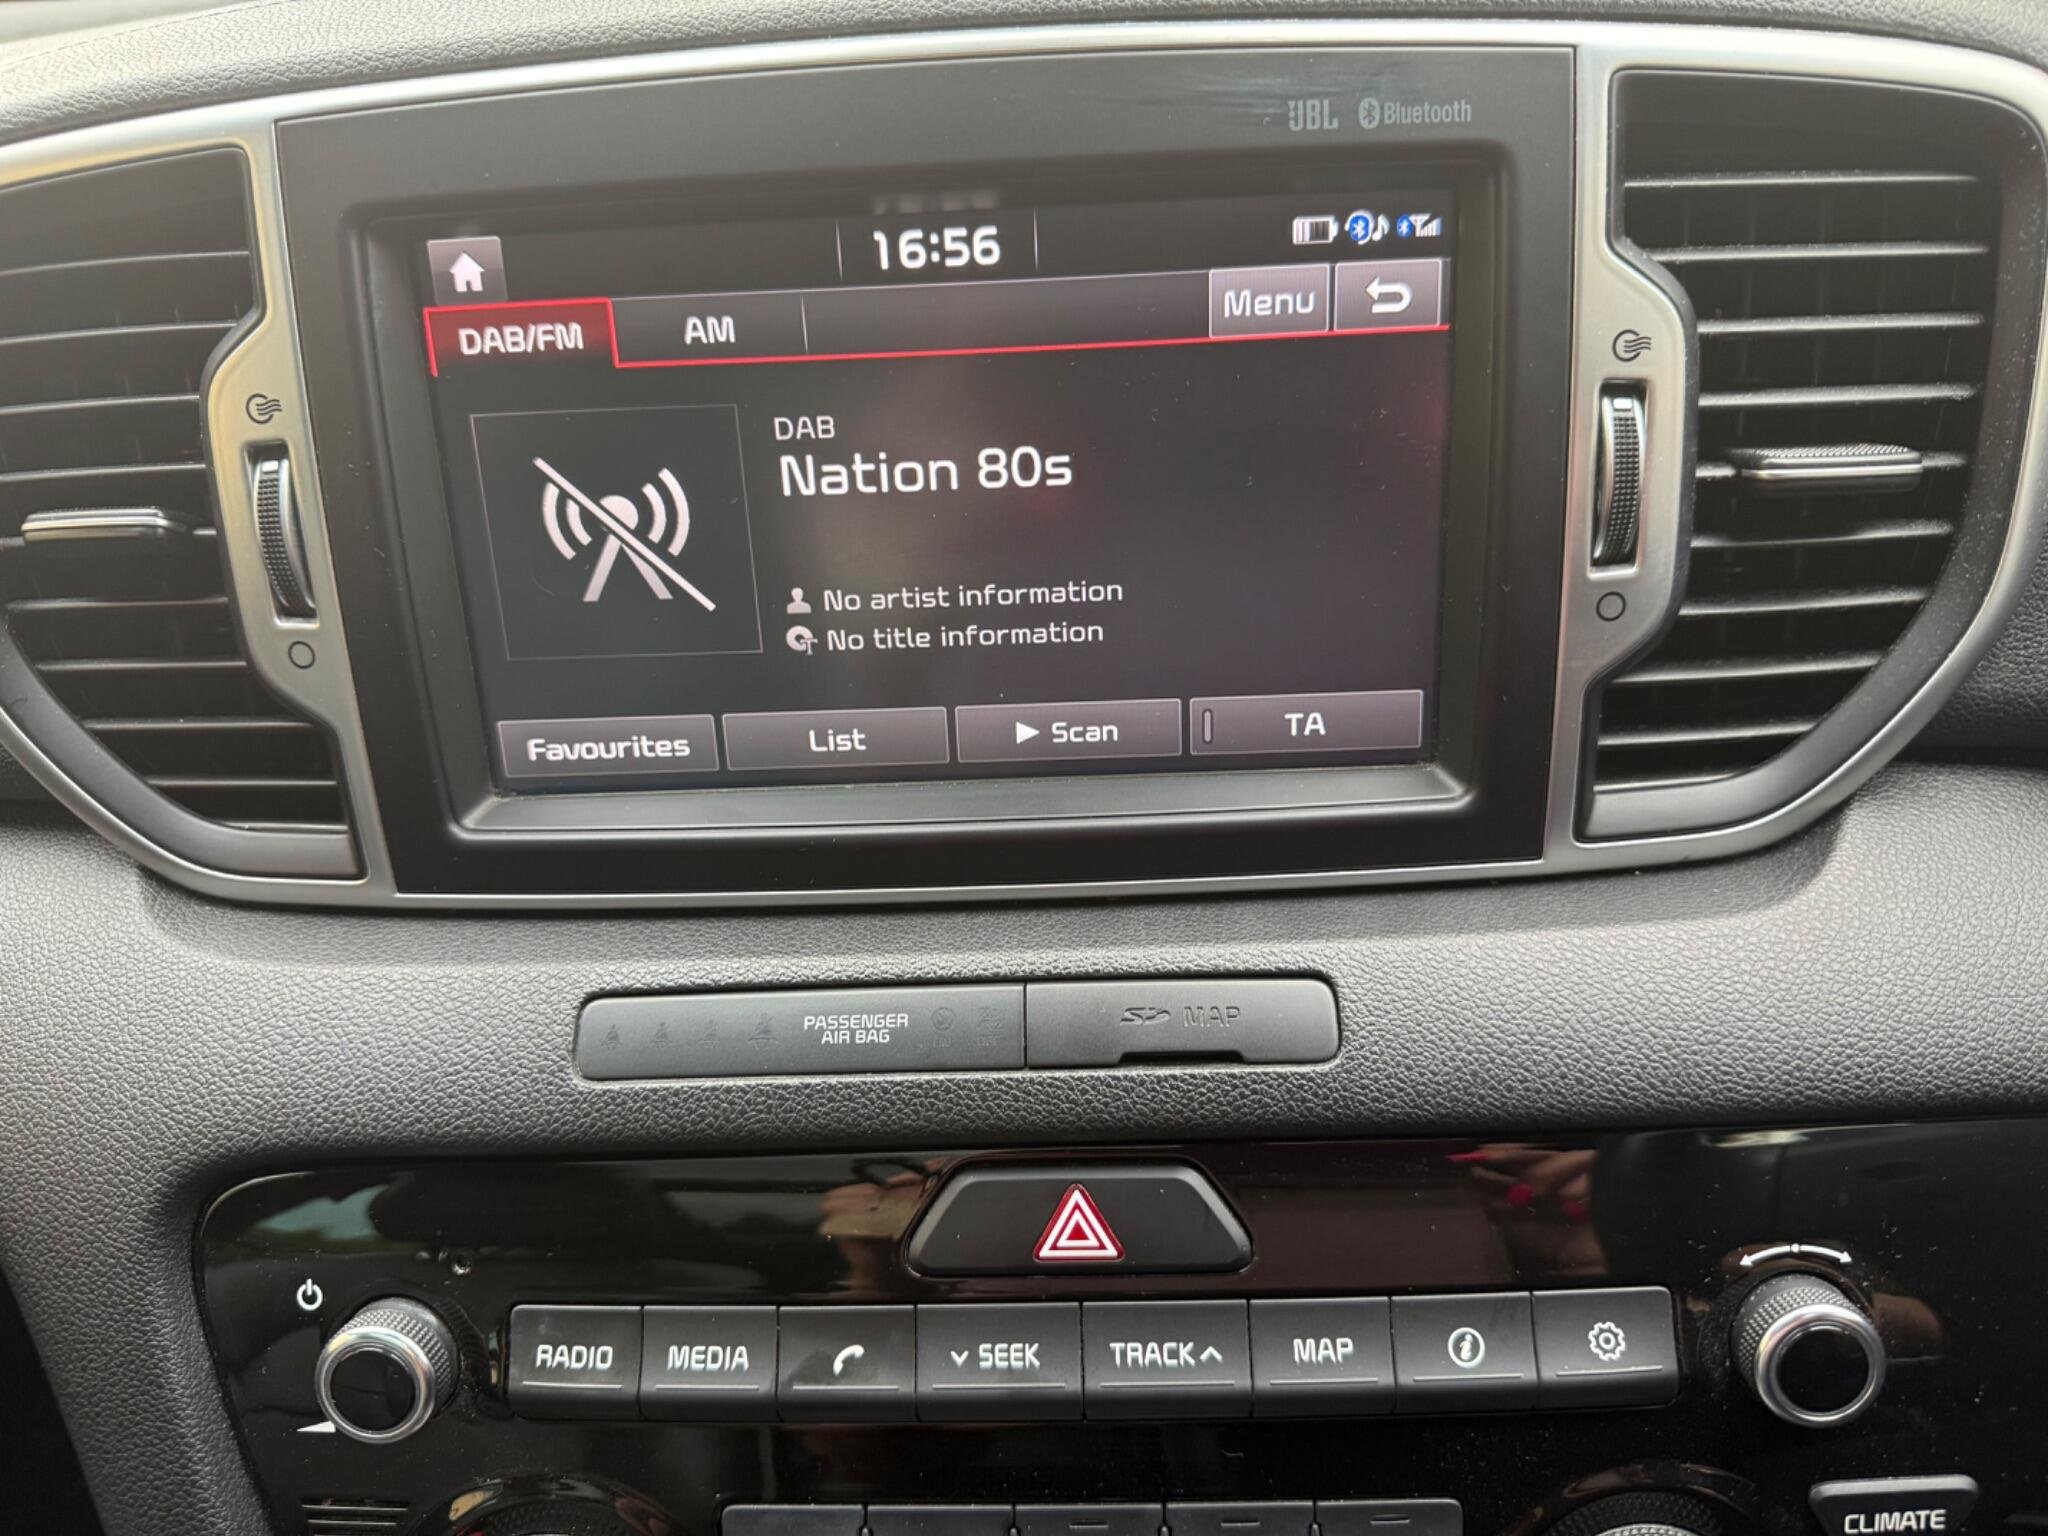 JBL Bluetooth
16:56
DAB/FM AM Menu
DAB
Nation 80s
No artist information
No title information
Favourites List Scan TA
PASSENGER
AIR BAG
SD MAP
RADIO MEDIA SEEK TRACK MAP
CLIMATE